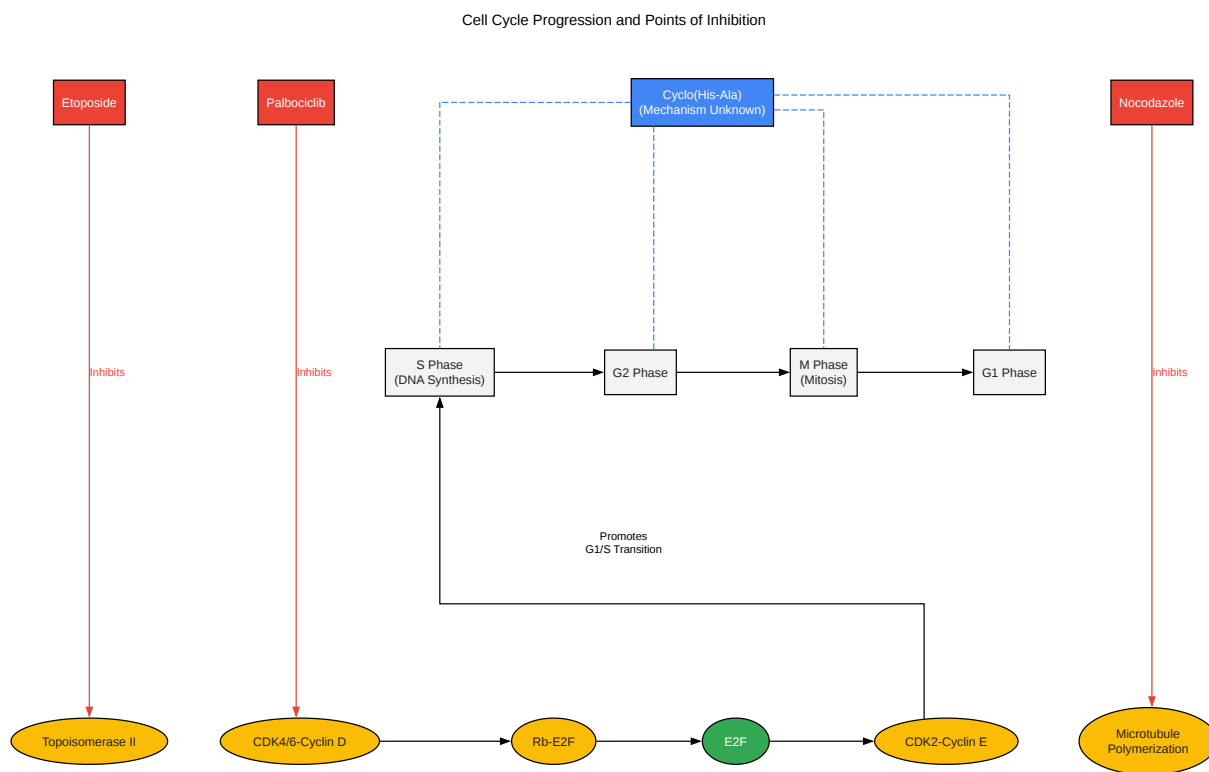 Cell Cycle Progression and Points of Inhibition
Etoposide
Palbociclib
Cyclo(His-Ala)
(Mechanism Unknown)
Nocodazole
Inhibits
Inhibits
S Phase
(DNA Synthesis)
G2 Phase
M Phase
(Mitosis)
G1 Phase
Inhibits
Promotes
G1/S Transition
Topoisomerase II
CDK4/6-Cyclin D
Rb-E2F
E2F
CDK2-Cyclin E
Microtubule
Polymerization